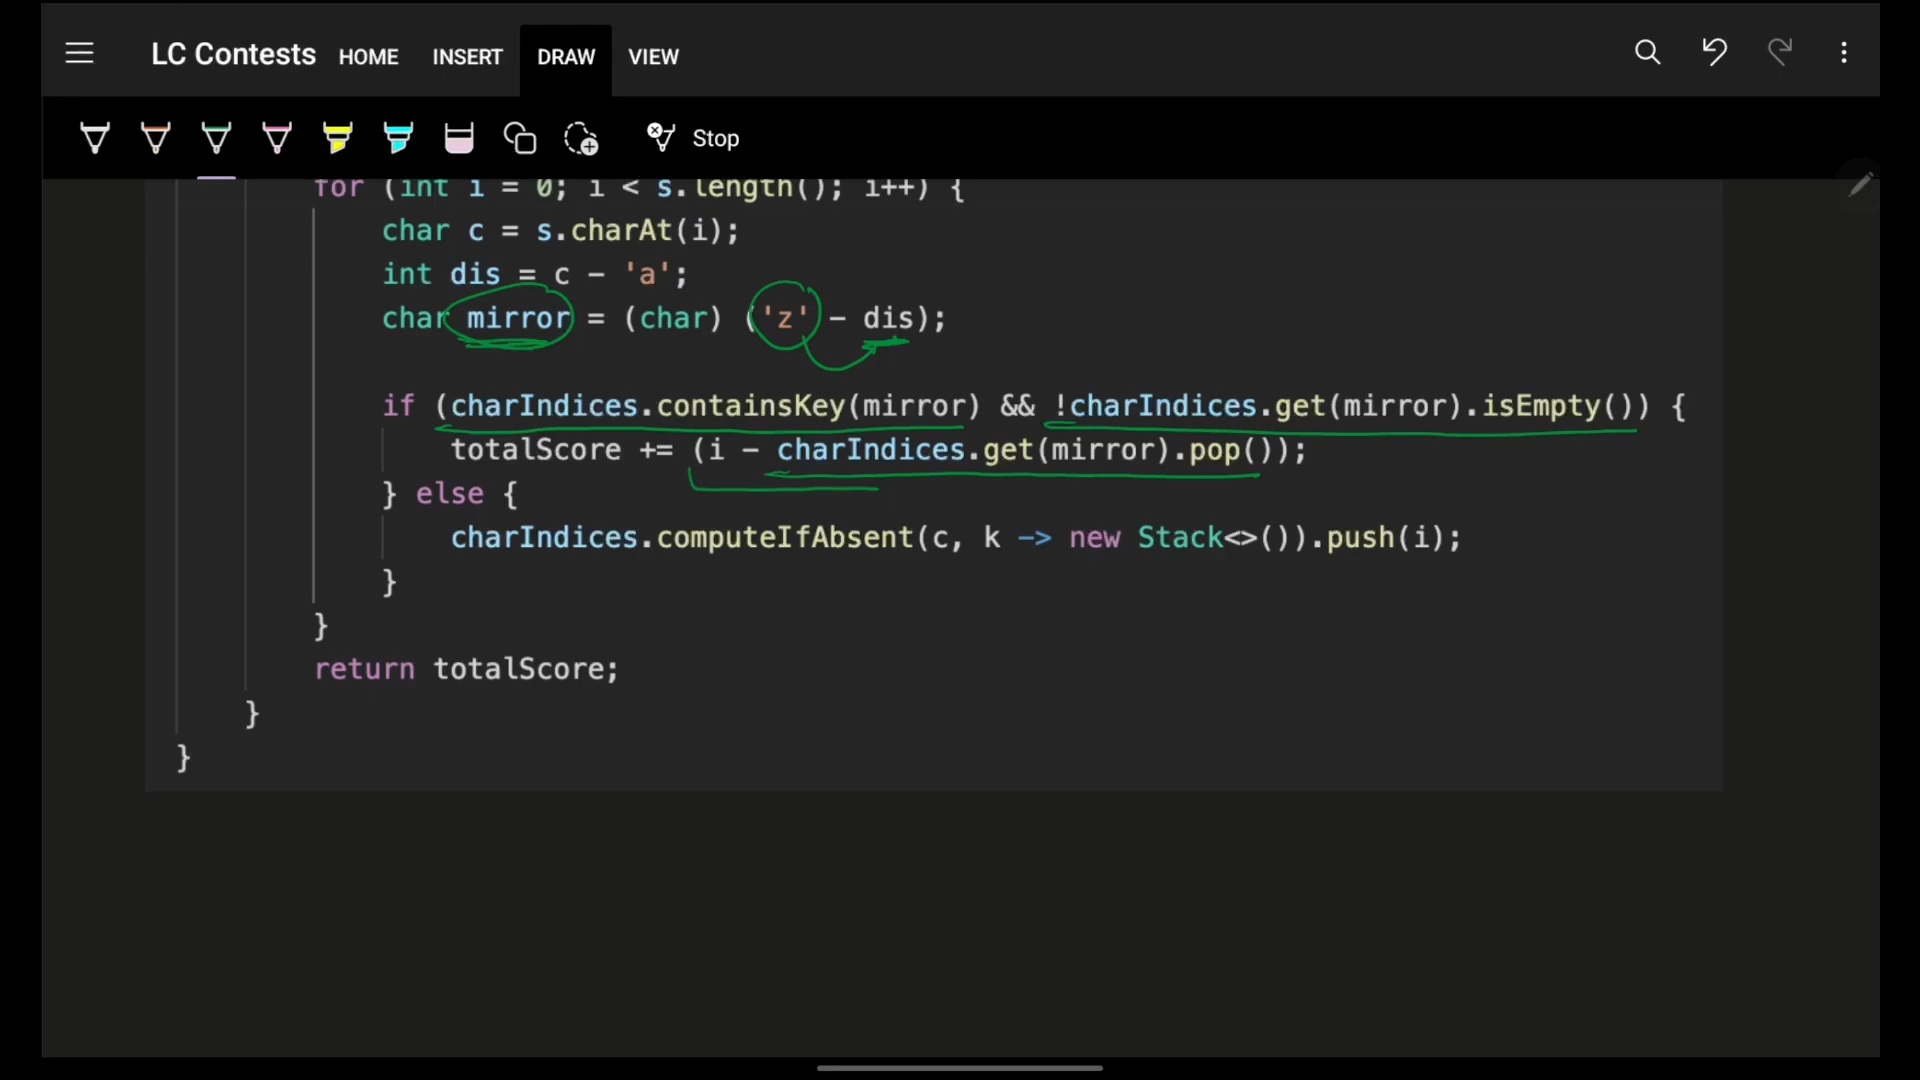 LC Contests HOME INSERT DRAW VIEW
Stop
for (int i = 0; i < s.length(); i++) {
char c = s.charAt(i);
int dis = c - 'a';
char mirror = (char) ('z' - dis);
if (charIndices.containsKey(mirror) && !charIndices.get(mirror).isEmpty()) {
totalScore += (i - charIndices.get(mirror).pop());
} else {
charIndices.computeIfAbsent(c, k -> new Stack<>()).push(i);
}
}
return totalScore;
}
}